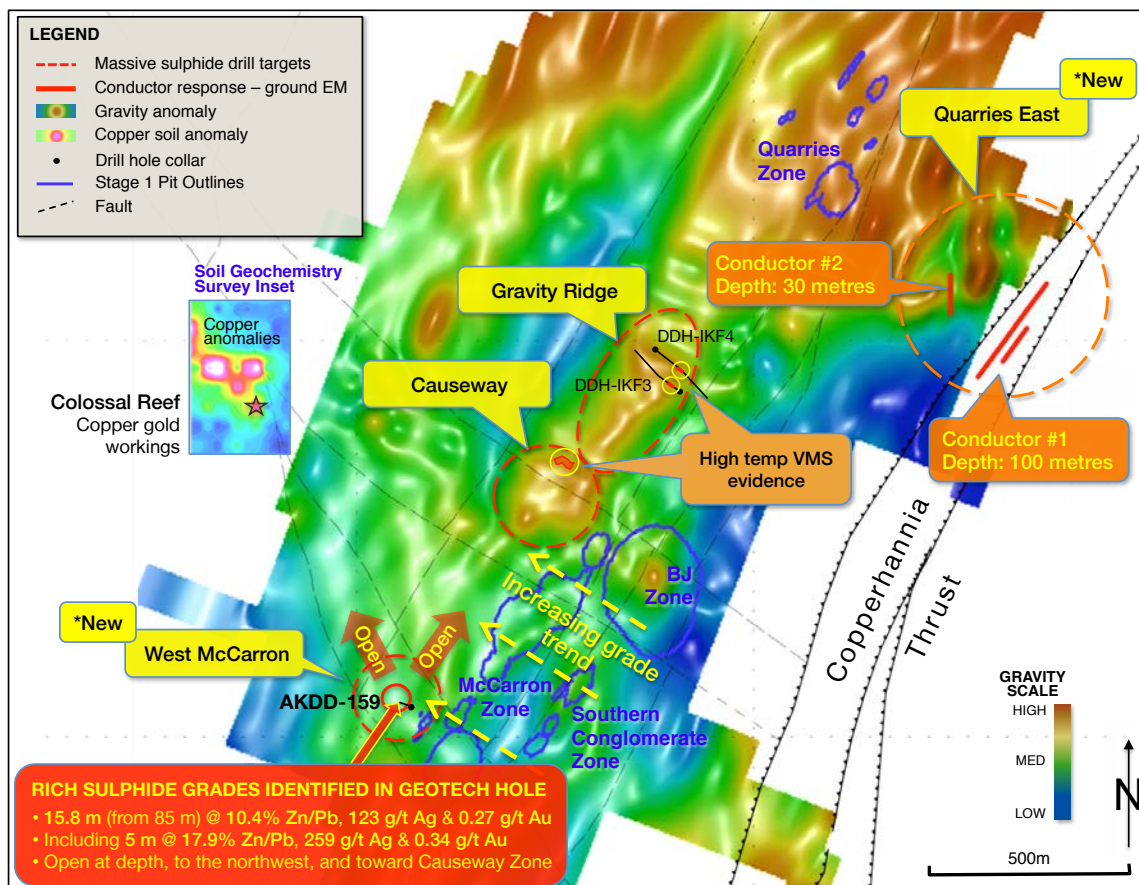 LEGEND
Massive sulphide drill targets
Conductor response – ground EM
Gravity anomaly
Copper soil anomaly
Drill hole collar
Stage 1 Pit Outlines
Fault
*New
Quarries East
Quarries
Zone
Soil Geochemistry
Survey Inset
Copper
anomalies
Colossal Reef
Copper gold
workings
Conductor #2
Depth: 30 metres
Gravity Ridge
DDH-IKF4
DDH-IKF3
Causeway
High temp VMS
evidence
Conductor #1
Depth: 100 metres
Copperhannia
Thrust
BJ
Zone
Increasing grade
trend
*New
West McCarron
Open
Open
AKDD-159
McCarron
Zone
Southern
Conglomerate
Zone
GRAVITY
SCALE
HIGH
MED
LOW
N
500m
RICH SULPHIDE GRADES IDENTIFIED IN GEOTECH HOLE
• 15.8 m (from 85 m) @ 10.4% Zn/Pb, 123 g/t Ag & 0.27 g/t Au
• Including 5 m @ 17.9% Zn/Pb, 259 g/t Ag & 0.34 g/t Au
• Open at depth, to the northwest, and toward Causeway Zone